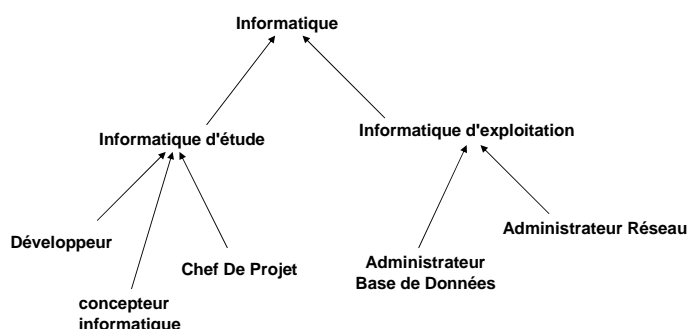 Informatique
Informatique d'étude
Informatique d'exploitation
Développeur
concepteur
informatique
Chef De Projet
Administrateur
Base de Données
Administrateur Réseau